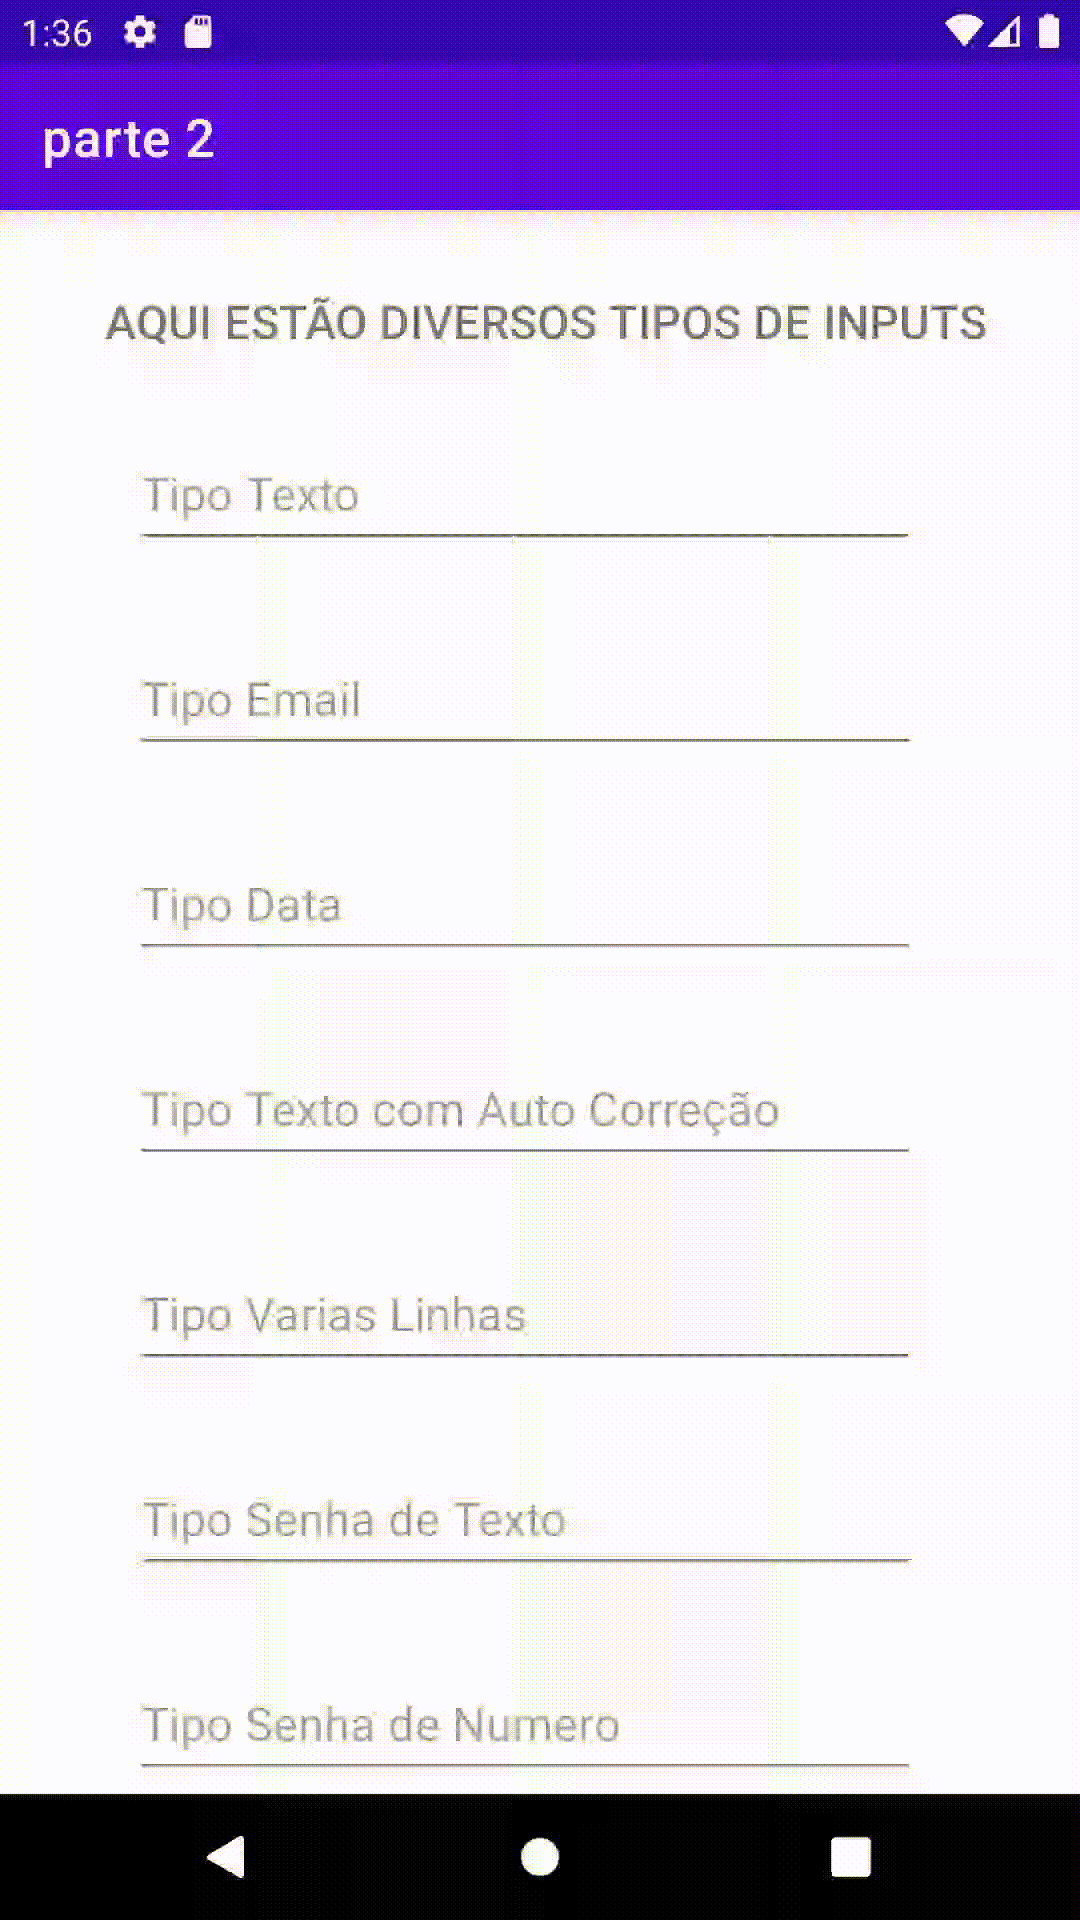 1:36
parte 2
AQUI ESTÃO DIVERSOS TIPOS DE INPUTS
Tipo Texto
Tipo Email
Tipo Data
Tipo Texto com Auto Correção
Tipo Varias Linhas
Tipo Senha de Texto
Tipo Senha de Numero